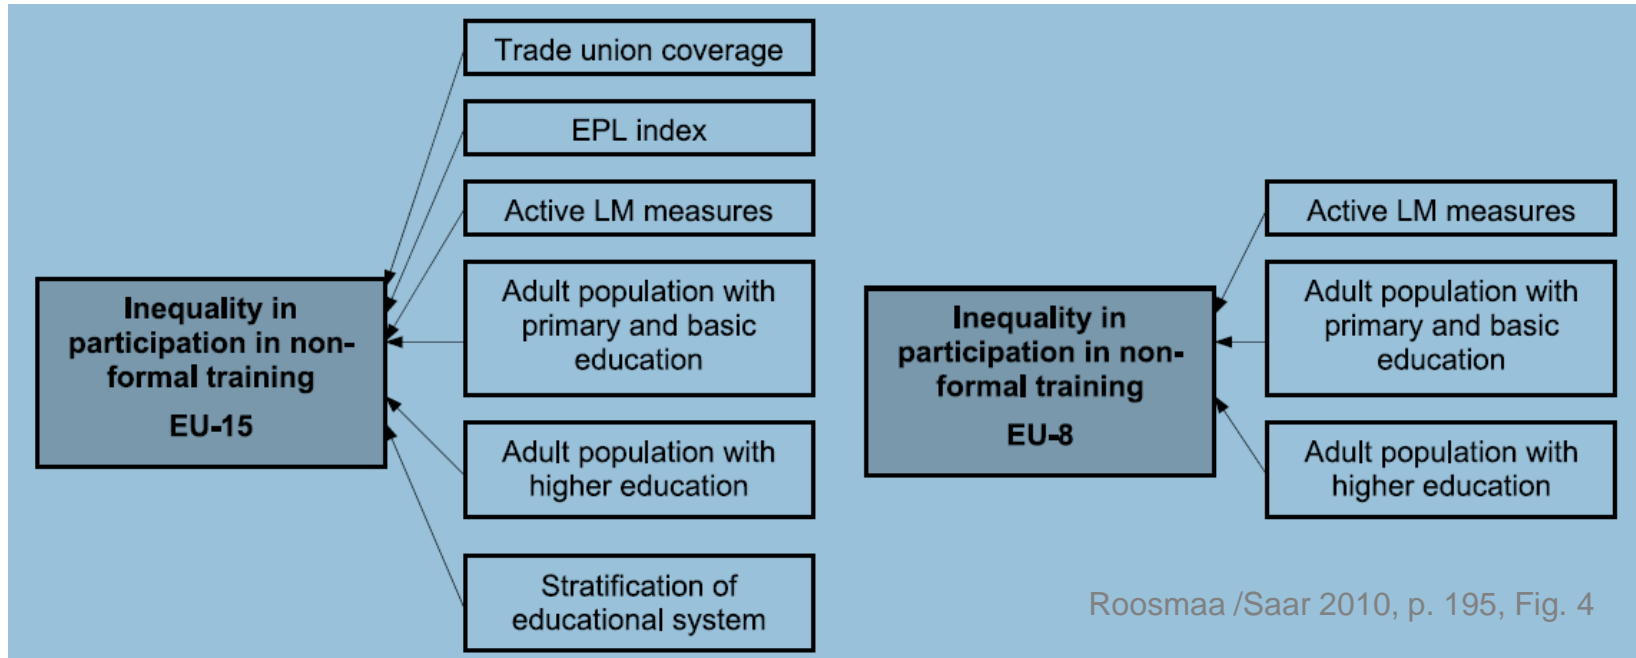 Trade union coverage
EPL index
Active LM measures
Adult population with
primary and basic
education
Adult population with
higher education
Stratification of
educational system
Inequality in
participation in non-
formal training
EU-15
Inequality in
participation in non-
formal training
EU-8
Active LM measures
Adult population with
primary and basic
education
Adult population with
higher education
Roosmaa /Saar 2010, p. 195, Fig. 4